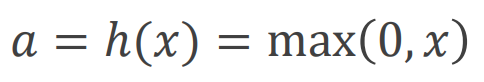 a = h(x) = max(0, x)